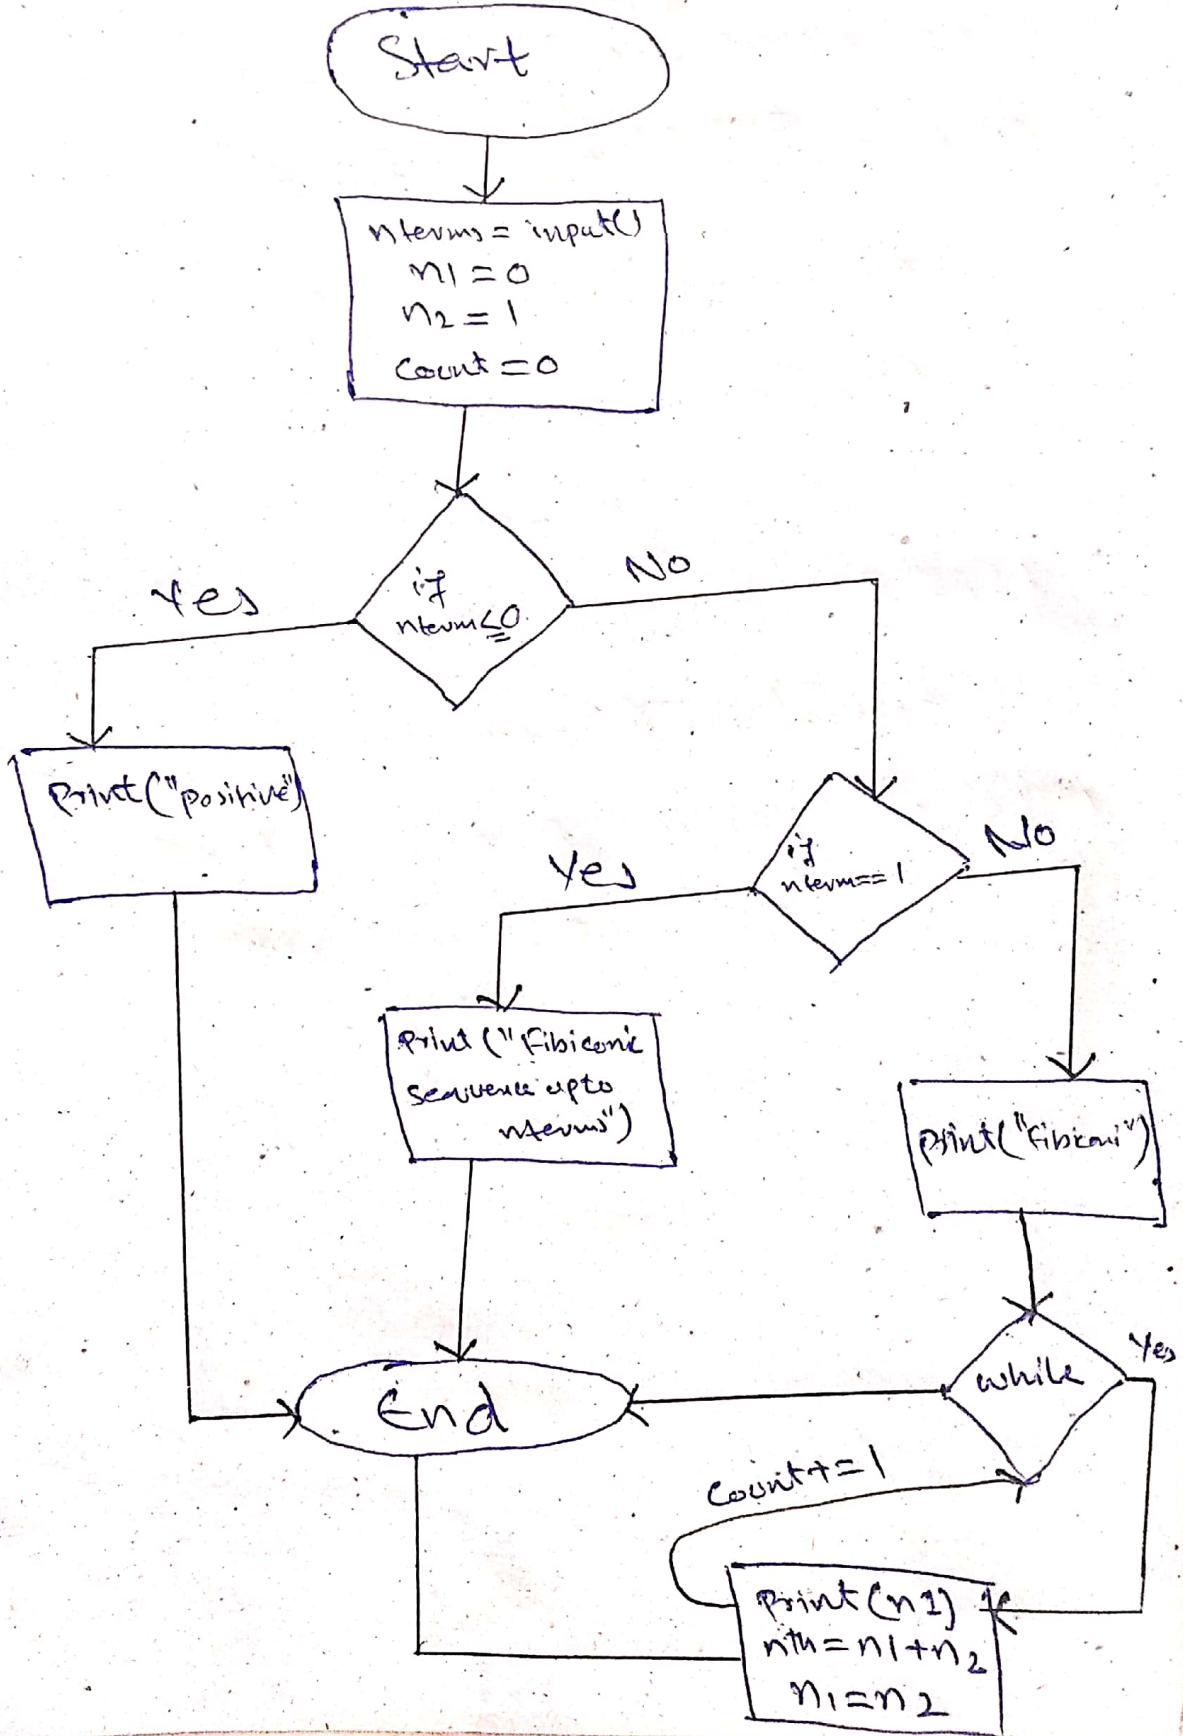 Start
nterms = input()
n1 = 0
n2 = 1
Count = 0
if
nterm ≤ 0
Yes
No
Print("positive")
if
nterm == 1
Yes
No
Print("Fibiconic
sequence upto
nterms")
Print("Fibiconi")
while
Yes
End
Count += 1
Print(n1)
nth = n1 + n2
n1 = n2